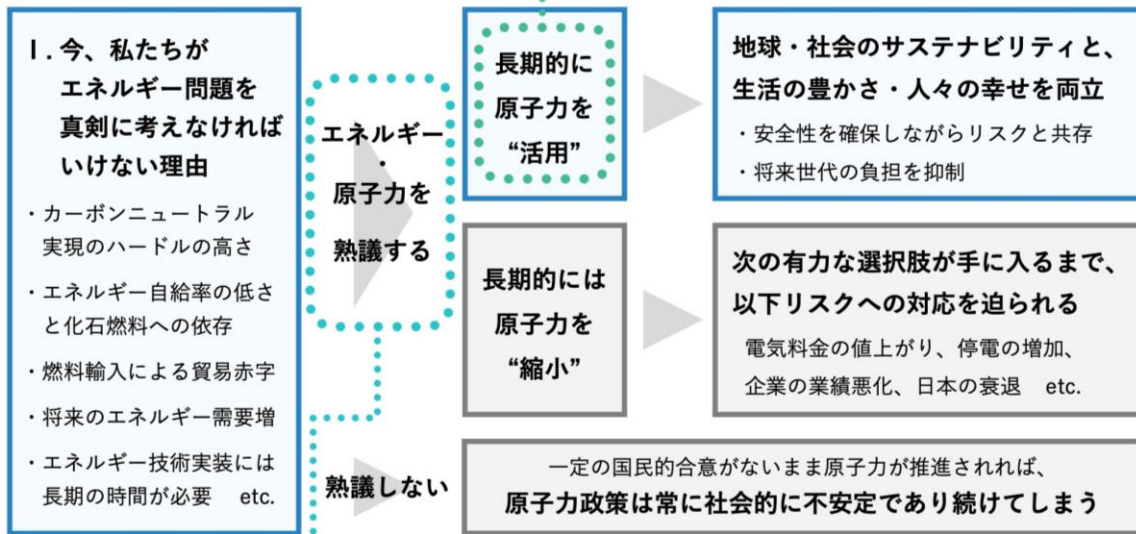 Ⅰ. 今、私たちが
エネルギー問題を
真剣に考えなければ
いけない理由
・カーボンニュートラル
実現のハードルの高さ
・エネルギー自給率の低さ
と化石燃料への依存
・燃料輸入による貿易赤字
・将来のエネルギー需要増
・エネルギー技術実装には
長期の時間が必要 etc.
エネルギー
・
原子力を
熟議する
長期的に
原子力を
“活用”
地球・社会のサステナビリティと、
生活の豊かさ・人々の幸せを両立
・安全性を確保しながらリスクと共存
・将来世代の負担を抑制
長期的には
原子力を
“縮小”
次の有力な選択肢が手に入るまで、
以下リスクへの対応を迫られる
電気料金の値上がり、停電の増加、
企業の業績悪化、日本の衰退 etc.
熟議しない
一定の国民的合意がないまま原子力が推進されれば、
原子力政策は常に社会的に不安定であり続けてしまう